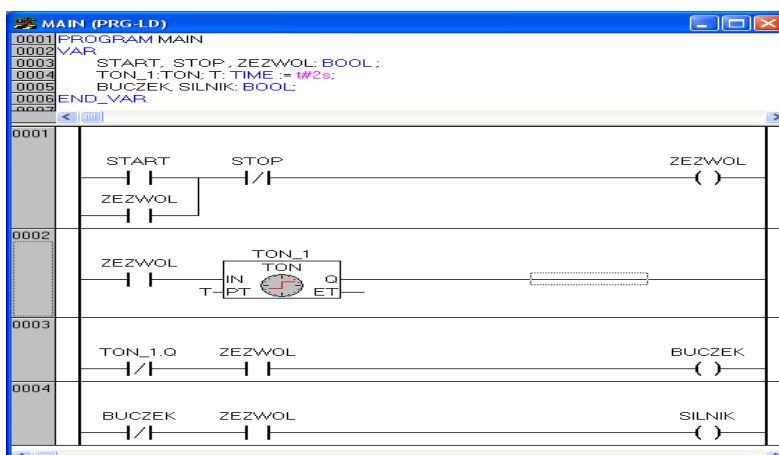 MAIN (PRG-LD)
0001 PROGRAM MAIN
0002 VAR
0003 START, STOP, ZEZWOL: BOOL;
0004 TON_1:TON; T: TIME := t#2s;
0005 BUCZEK, SILNIK: BOOL;
0006 END_VAR
0007
0001
START STOP ZEZWOL
ZEZWOL
0002
TON_1
ZEZWOL TON
IN Q
T PT ET
0003
TON_1.Q ZEZWOL BUCZEK
0004
BUCZEK ZEZWOL SILNIK